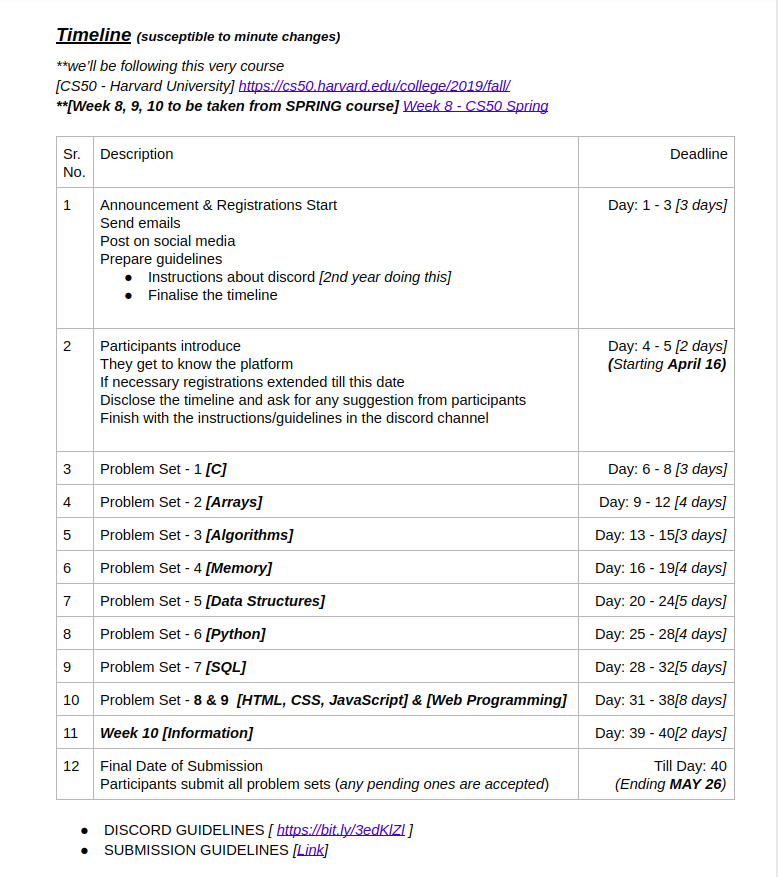 Timeline (susceptible to minute changes)
**we'll be following this very course
[CS50 - Harvard University] https://cs50.harvard.edu/college/2019/fall/
**[Week 8, 9, 10 to be taken from SPRING course] Week 8 - CS50 Spring
Sr. No. Description Deadline
1 Announcement & Registrations Start Day: 1 - 3 [3 days]
Send emails
Post on social media
Prepare guidelines
● Instructions about discord [2nd year doing this]
● Finalise the timeline
2 Participants introduce Day: 4 - 5 [2 days]
They get to know the platform (Starting April 16)
If necessary registrations extended till this date
Disclose the timeline and ask for any suggestion from participants
Finish with the instructions/guidelines in the discord channel
3 Problem Set - 1 [C] Day: 6 - 8 [3 days]
4 Problem Set - 2 [Arrays] Day: 9 - 12 [4 days]
5 Problem Set - 3 [Algorithms] Day: 13 - 15[3 days]
6 Problem Set - 4 [Memory] Day: 16 - 19[4 days]
7 Problem Set - 5 [Data Structures] Day: 20 - 24[5 days]
8 Problem Set - 6 [Python] Day: 25 - 28[4 days]
9 Problem Set - 7 [SQL] Day: 28 - 32[5 days]
10 Problem Set - 8 & 9 [HTML, CSS, JavaScript] & [Web Programming] Day: 31 - 38[8 days]
11 Week 10 [Information] Day: 39 - 40[2 days]
12 Final Date of Submission Till Day: 40
Participants submit all problem sets (any pending ones are accepted) (Ending MAY 26)
● DISCORD GUIDELINES [ https://bit.ly/3edKlZl ]
● SUBMISSION GUIDELINES [Link]